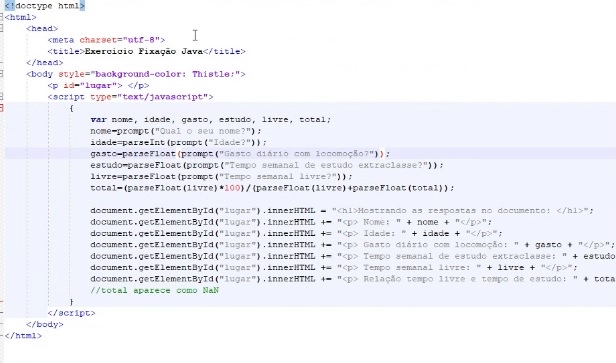 <!doctype html>
<html>
<head>
<meta charset="utf-8">
<title>Exercicio Fixação Java</title>
</head>
<body style="background-color: Thistle;">
<p id="lugar"> </p>
<script type="text/javascript">
{
var nome, idade, gasto, estudo, livre, total;
nome=prompt("Qual o seu nome?");
idade=parseInt(prompt("Idade?"));
gasto=parseFloat(prompt("Gasto diário com locomoção?"));
estudo=parseFloat(prompt("Tempo semanal de estudo extraclasse?"));
livre=parseFloat(prompt("Tempo semanal livre?"));
total=(parseFloat(livre)*100)/(parseFloat(livre)+parseFloat(total));
document.getElementById("lugar").innerHTML = "<h1>Mostrando as respostas no documento: </h1>";
document.getElementById("lugar").innerHTML += "<p> Nome: " + nome + "</p>";
document.getElementById("lugar").innerHTML += "<p> Idade: " + idade + "</p>";
document.getElementById("lugar").innerHTML += "<p> Gasto diário com locomoção: " + gasto + "</p>";
document.getElementById("lugar").innerHTML += "<p> Tempo semanal de estudo extraclasse: " + estudo
document.getElementById("lugar").innerHTML += "<p> Tempo semanal livre: " + livre + "</p>";
document.getElementById("lugar").innerHTML += "<p> Relação tempo livre e tempo de estudo: " + tota
//total aparece como NaN
}
</script>
</body>
</html>